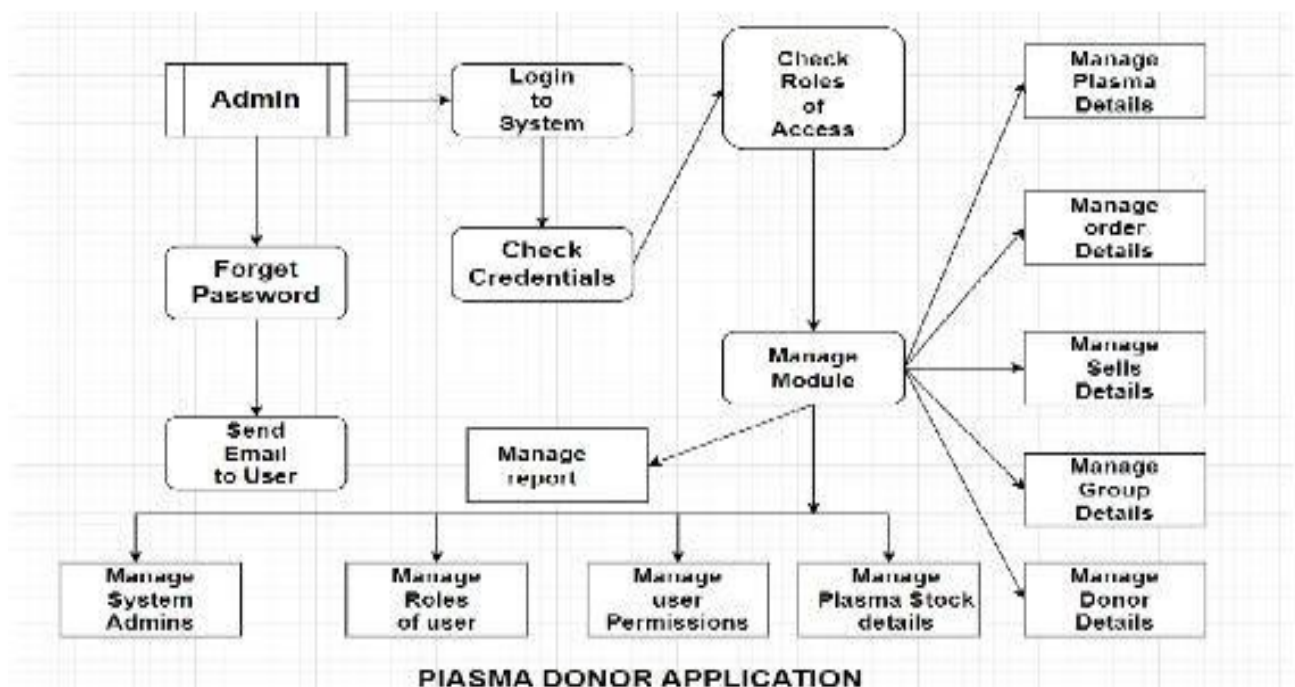 Admin
Login
to
System
Check
Roles
of
Access
Manage
Plasma
Details
Forget
Password
Check
Credentials
Manage
order
Details
Send
Email
to User
Manage
report
Manage
Module
Manage
Sells
Details
Manage
Group
Details
Manage
System
Admins
Manage
Roles
of user
Manage
user
Permissions
Manage
Plasma Stock
details
Manage
Donor
Details
PIASMA DONOR APPLICATION